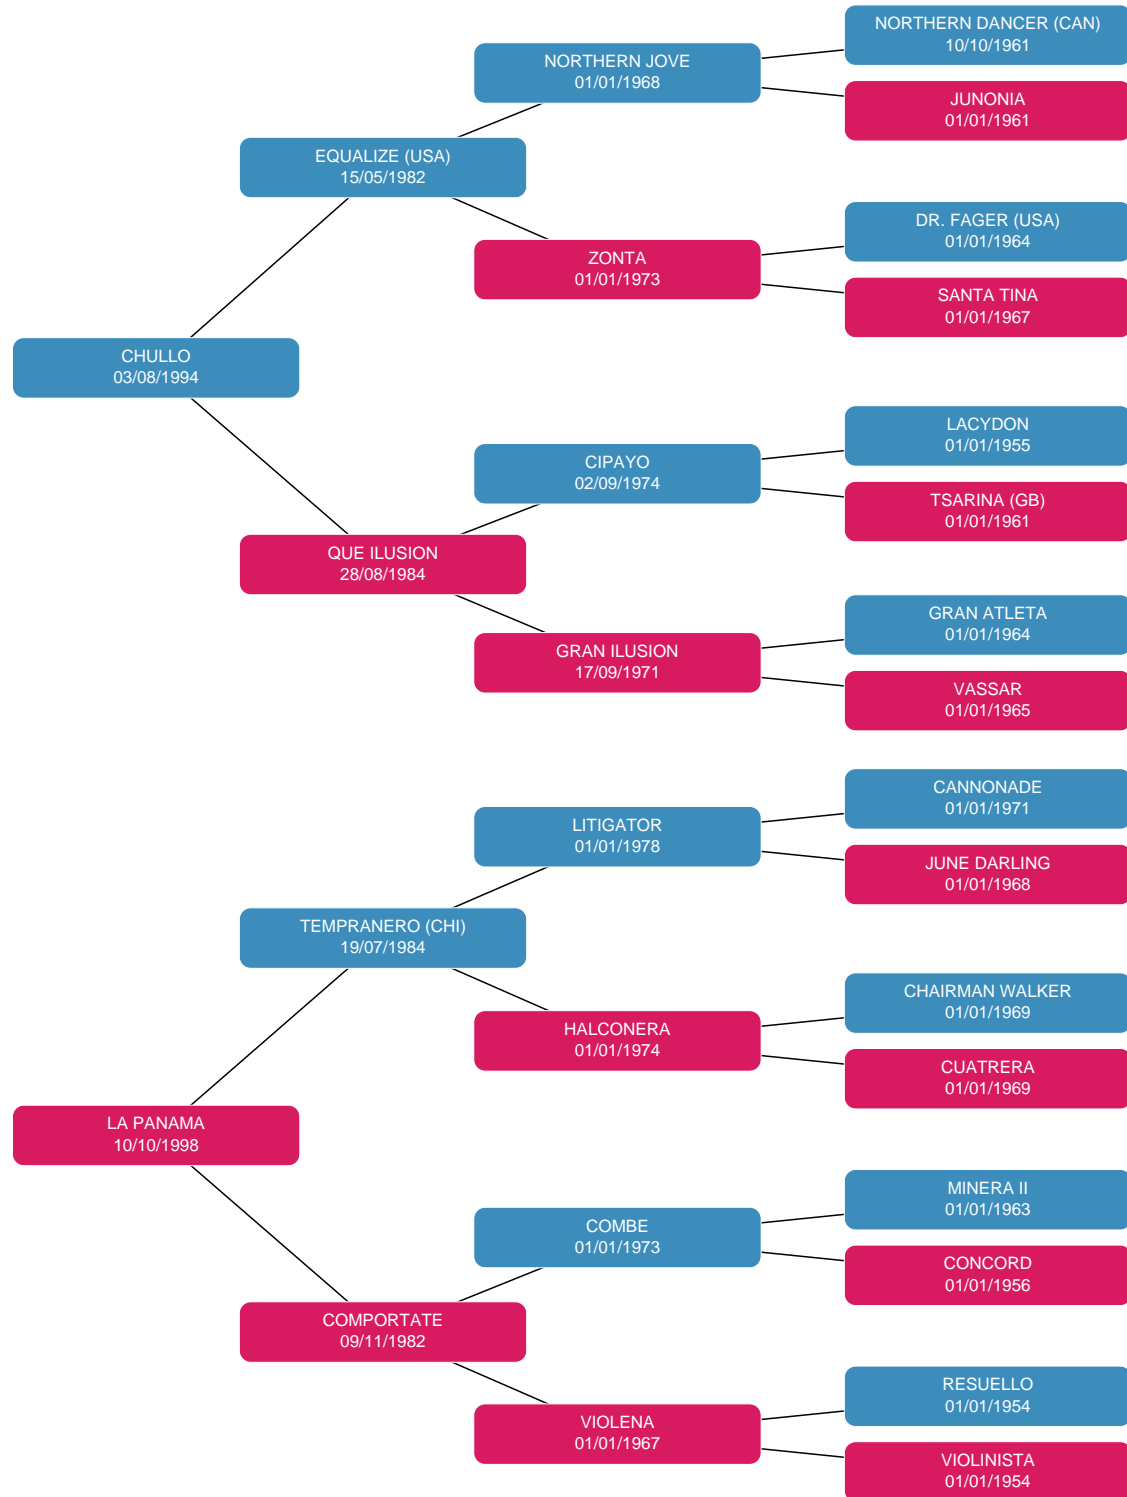 NORTHERN DANCER (CAN)
10/10/1961
NORTHERN JOVE
01/01/1968
JUNONIA
01/01/1961
EQUALIZE (USA)
15/05/1982
DR. FAGER (USA)
01/01/1964
ZONTA
01/01/1973
SANTA TINA
01/01/1967
CHULLO
03/08/1994
LACYDON
01/01/1955
CIPAYO
02/09/1974
TSARINA (GB)
01/01/1961
QUE ILUSION
28/08/1984
GRAN ATLETA
01/01/1964
GRAN ILUSION
17/09/1971
VASSAR
01/01/1965
CANNONADE
01/01/1971
LITIGATOR
01/01/1978
JUNE DARLING
01/01/1968
TEMPRANERO (CHI)
19/07/1984
CHAIRMAN WALKER
01/01/1969
HALCONERA
01/01/1974
CUATRERA
01/01/1969
LA PANAMA
10/10/1998
MINERA II
01/01/1963
COMBE
01/01/1973
CONCORD
01/01/1956
COMPORTATE
09/11/1982
RESUELLO
01/01/1954
VIOLENA
01/01/1967
VIOLINISTA
01/01/1954